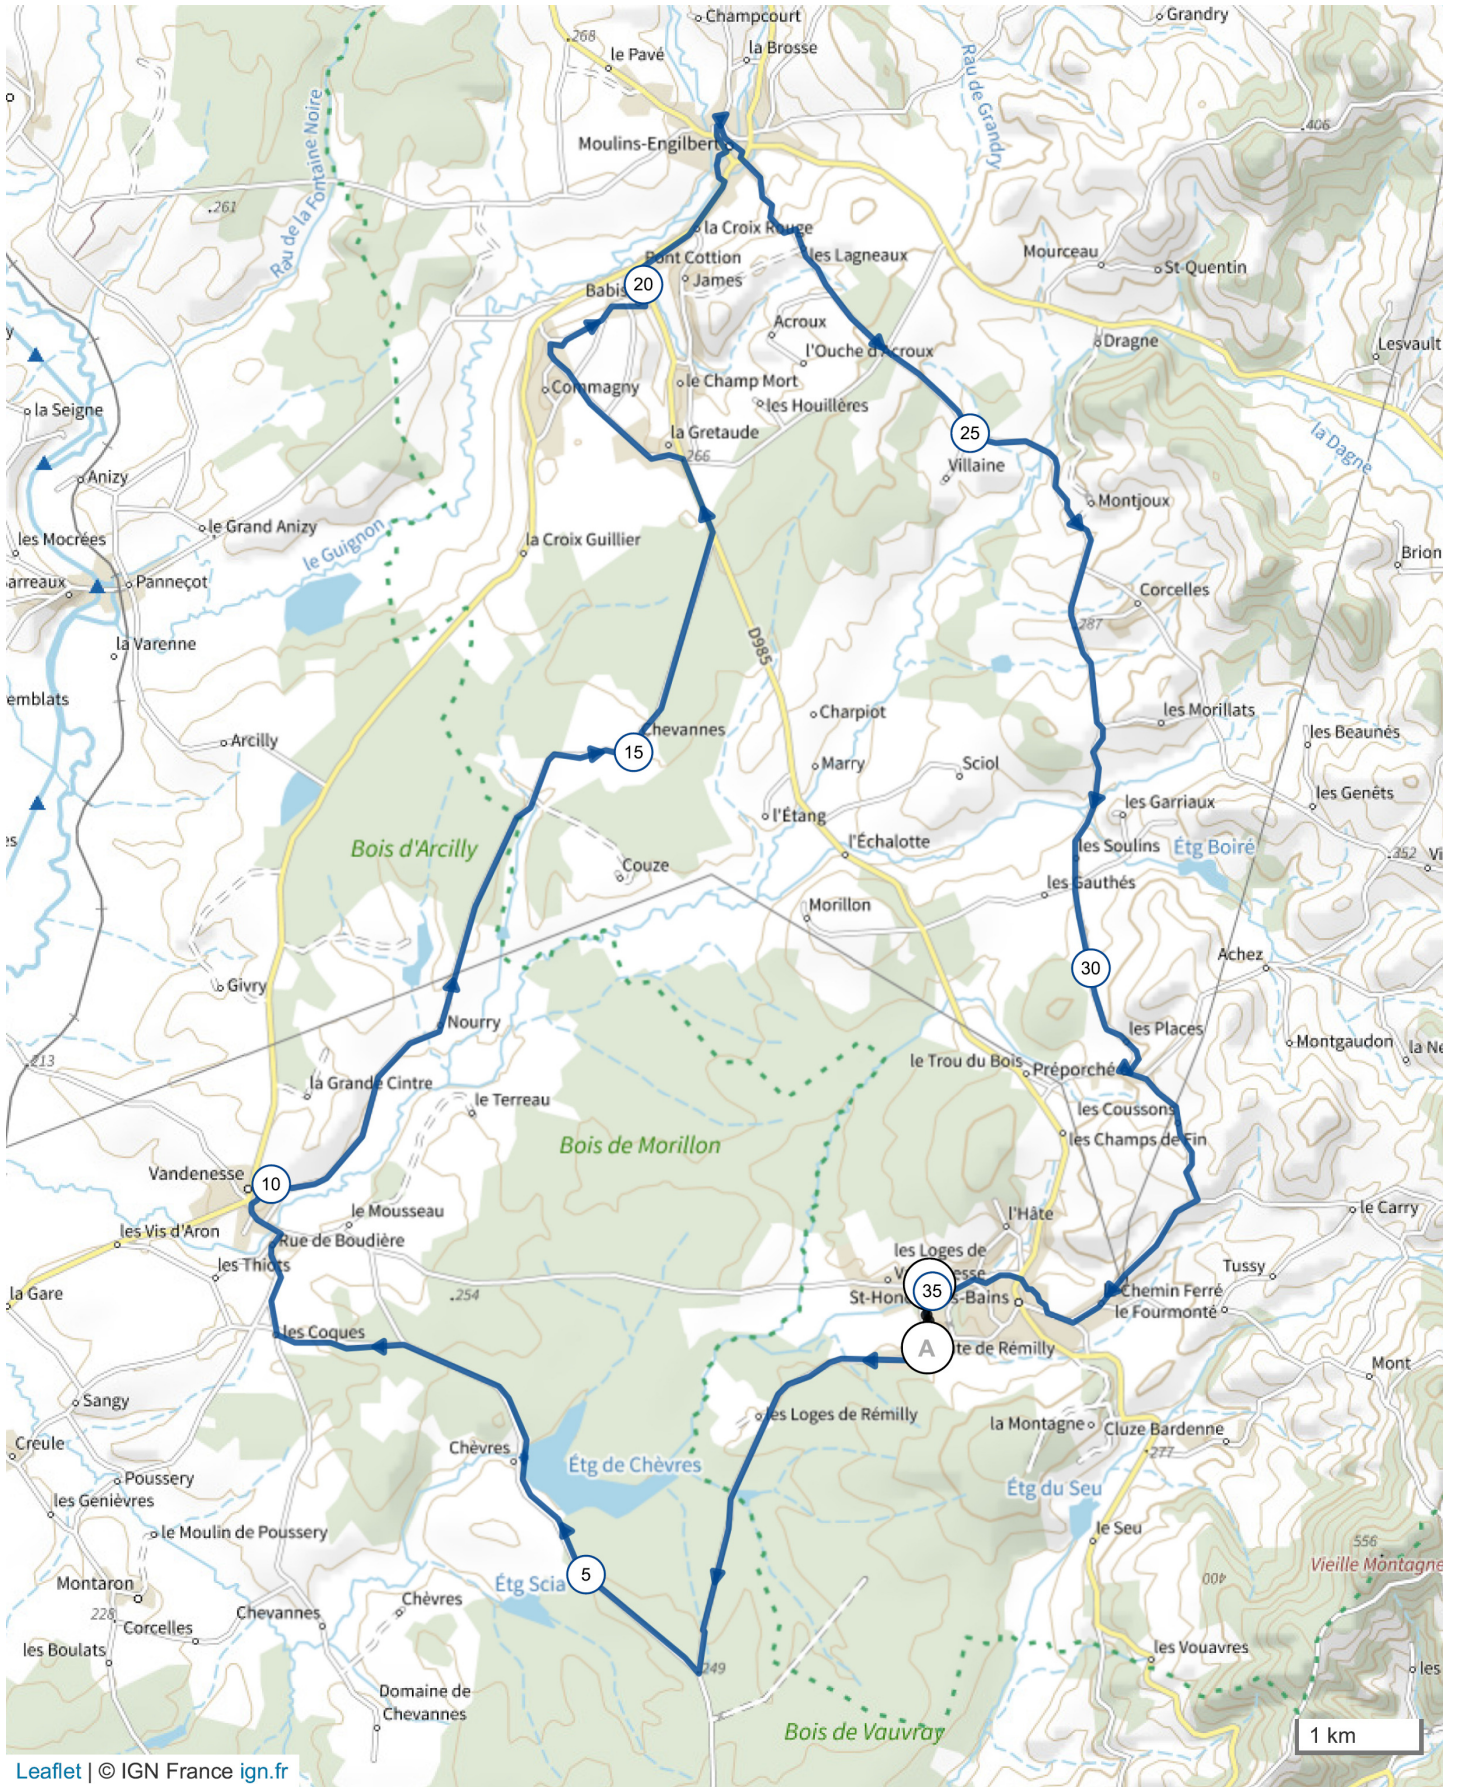 Champcourt
Grandry
268
le Pavé
la Brosse
Rau de Grandry
406
Moulins-Engilbert
Rau de la Fontaine Noire
261
la Croix Rouge
les Lagneaux
Mourceau
St-Quentin
Pont Cottion
James
20
Acroux
l'Ouche d'Acroux
Dragne
Lesvault
le Champ Mort
Commagny
les Houillères
la Seigne
la Gretaude
266
25
Villaine
la Dagne
Anizy
Montjoux
le Grand Anizy
le Guignon
les Mocrées
la Croix Guillier
Brion
Panneçot
Corcelles
287
la Varenne
D985
emblats
Charpiot
les Morillats
Chevannes
les Beaunés
Arcilly
15
Marry
Sciol
les Genêts
les Garriaux
l'Étang
Bois d'Arcilly
l'Échalotte
les Soulins
Étg Boiré
352
Couze
les Gauthés
Morillon
Achez
30
Givry
Nourry
les Places
Montgaudon
213
le Trou du Bois
Préporché
la Grande Cintre
le Terreau
les Coussons
Bois de Morillon
les Champs de Fin
Vandenesse
10
le Mousseau
l'Hâte
le Carry
les Vis d'Aron
Rue de Boudière
les Loges de
les Thiots
Tussy
la Gare
254
35
Chemin Ferré
le Fourmonté
les Coques
A
te de Rémilly
Mont
Sangy
les Loges de Rémilly
la Montagne
Cluze Bardenne
Creule
Chèvres
277
Étg de Chèvres
Poussery
Étg du Seu
les Genièvres
le Moulin de Poussery
le Seu
556
Vieille Montagne
5
Étg Scia
400
Montaron
Chèvres
228
Chevannes
Corcelles
les Boulats
les Vouavres
249
les
Domaine de
Chevannes
Bois de Vauvray
1 km
Leaflet | © IGN France ign.fr